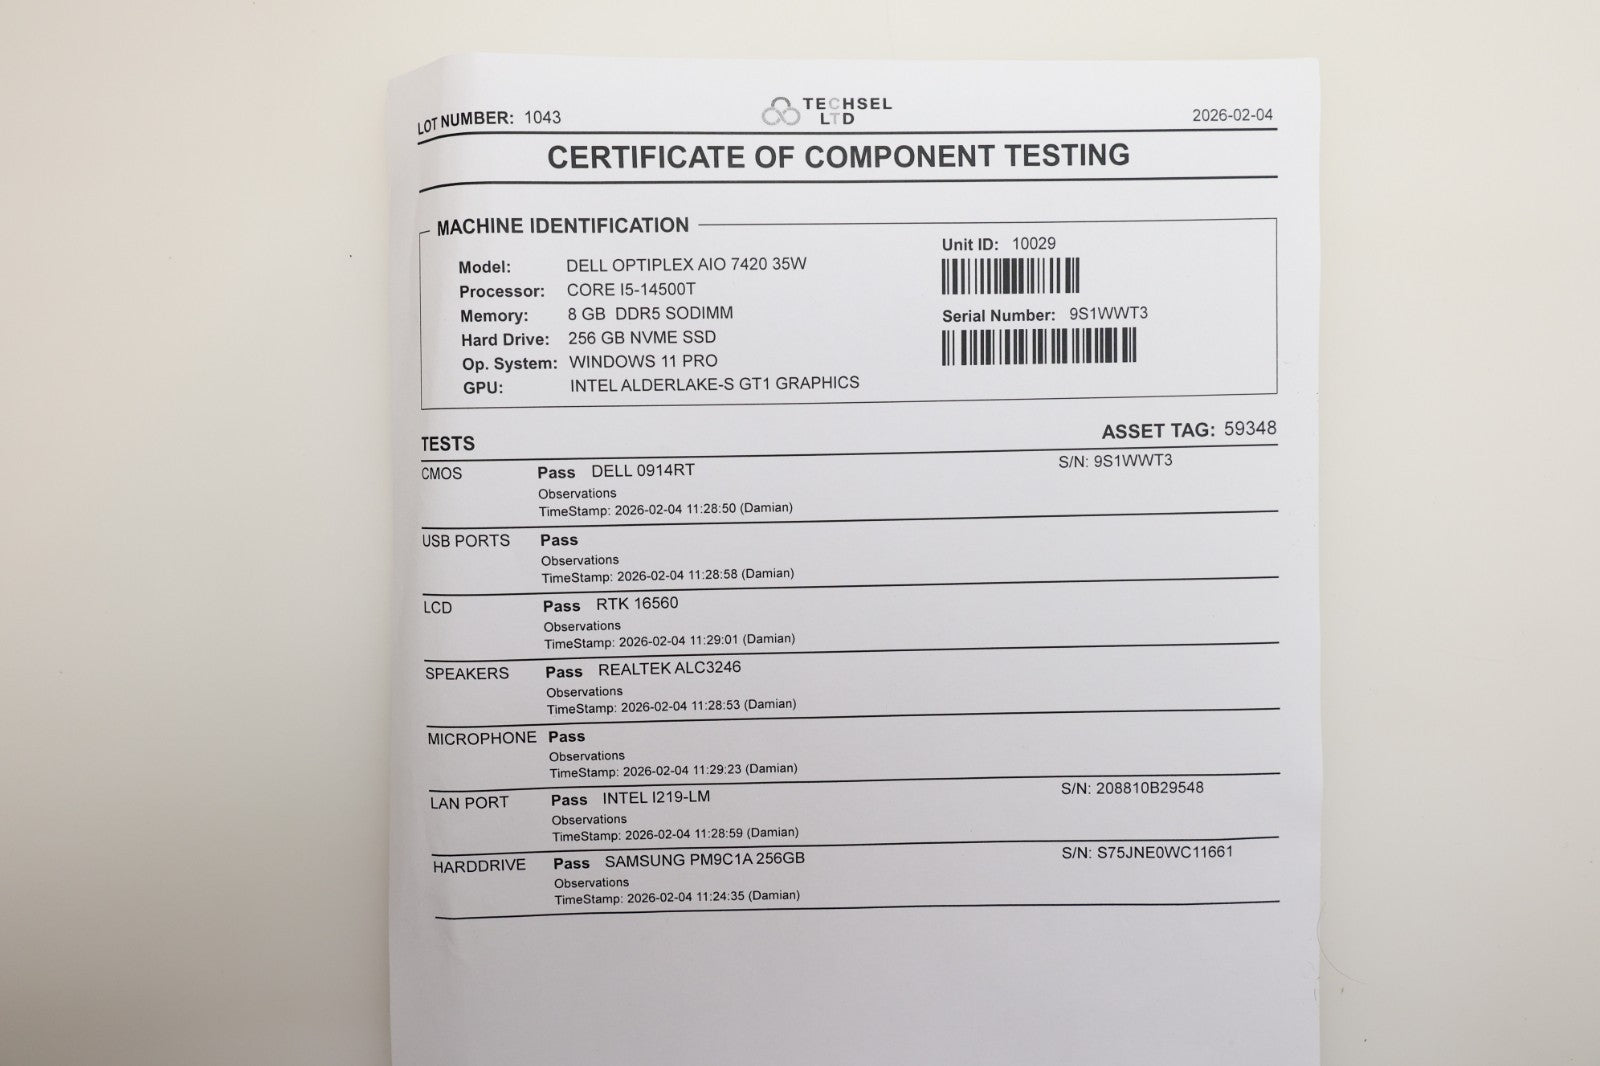 LOT NUMBER: 1043
TECHSEL
LTD
2026-02-04
CERTIFICATE OF COMPONENT TESTING
MACHINE IDENTIFICATION
Model: DELL OPTIPLEX AIO 7420 35W
Processor: CORE I5-14500T
Memory: 8 GB DDR5 SODIMM
Hard Drive: 256 GB NVME SSD
Op. System: WINDOWS 11 PRO
GPU: INTEL ALDERLAKE-S GT1 GRAPHICS
Unit ID: 10029
Serial Number: 9S1WWT3
TESTS
ASSET TAG: 59348
CMOS Pass DELL 0914RT S/N: 9S1WWT3
Observations
TimeStamp: 2026-02-04 11:28:50 (Damian)
USB PORTS Pass
Observations
TimeStamp: 2026-02-04 11:28:58 (Damian)
LCD Pass RTK 16560
Observations
TimeStamp: 2026-02-04 11:29:01 (Damian)
SPEAKERS Pass REALTEK ALC3246
Observations
TimeStamp: 2026-02-04 11:28:53 (Damian)
MICROPHONE Pass
Observations
TimeStamp: 2026-02-04 11:29:23 (Damian)
LAN PORT Pass INTEL I219-LM S/N: 208810B29548
Observations
TimeStamp: 2026-02-04 11:28:59 (Damian)
HARDDRIVE Pass SAMSUNG PM9C1A 256GB S/N: S75JNE0WC11661
Observations
TimeStamp: 2026-02-04 11:24:35 (Damian)